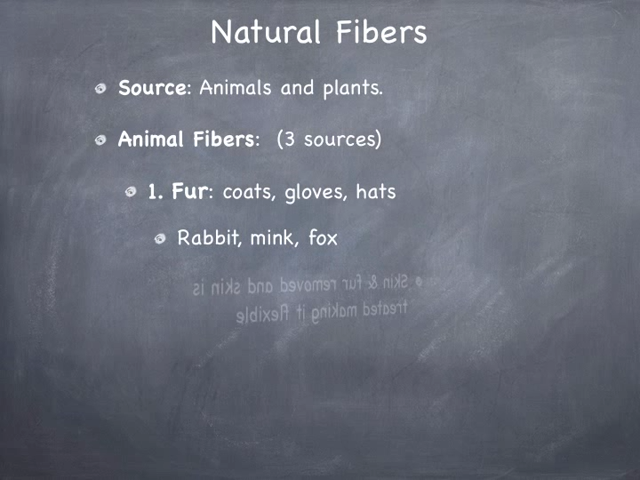 Natural Fibers
Source: Animals and plants.
Animal Fibers: (3 sources)
1. Fur: coats, gloves, hats
Rabbit, mink, fox
Skin & fur removed and skin is
treated making it flexible